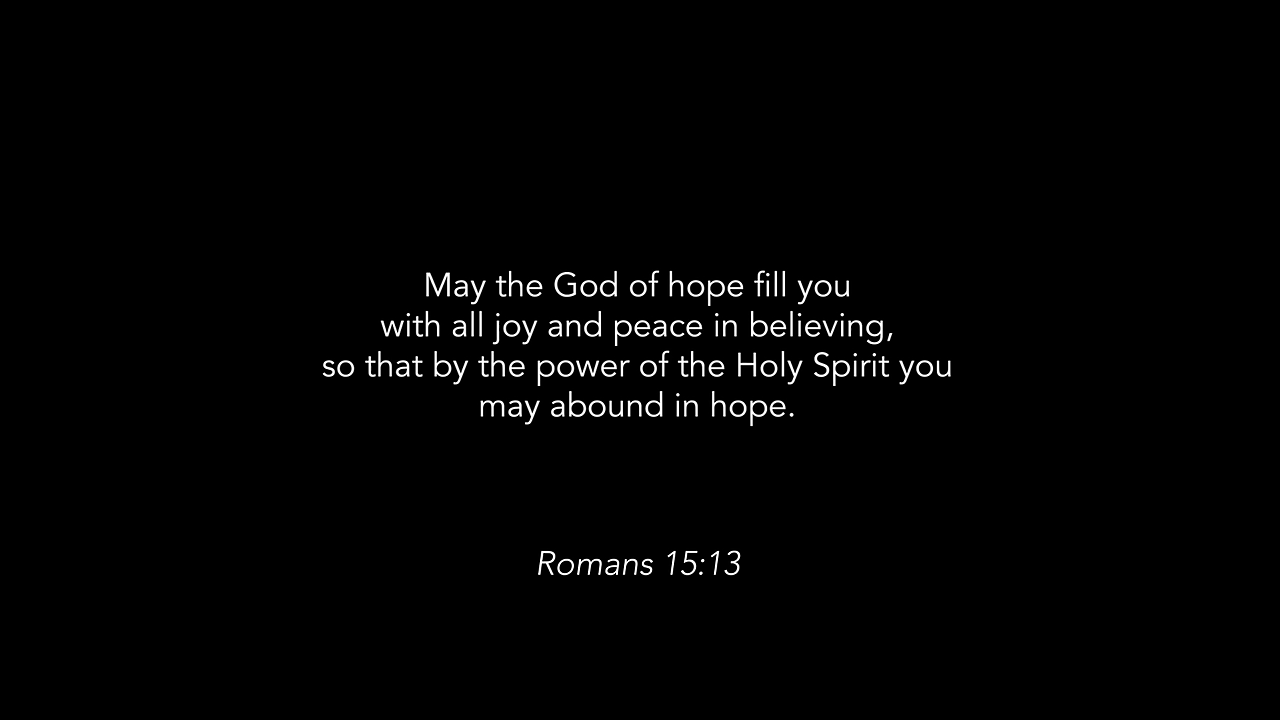 May the God of hope fill you
with all joy and peace in believing,
so that by the power of the Holy Spirit you
may abound in hope.
Romans 15:13